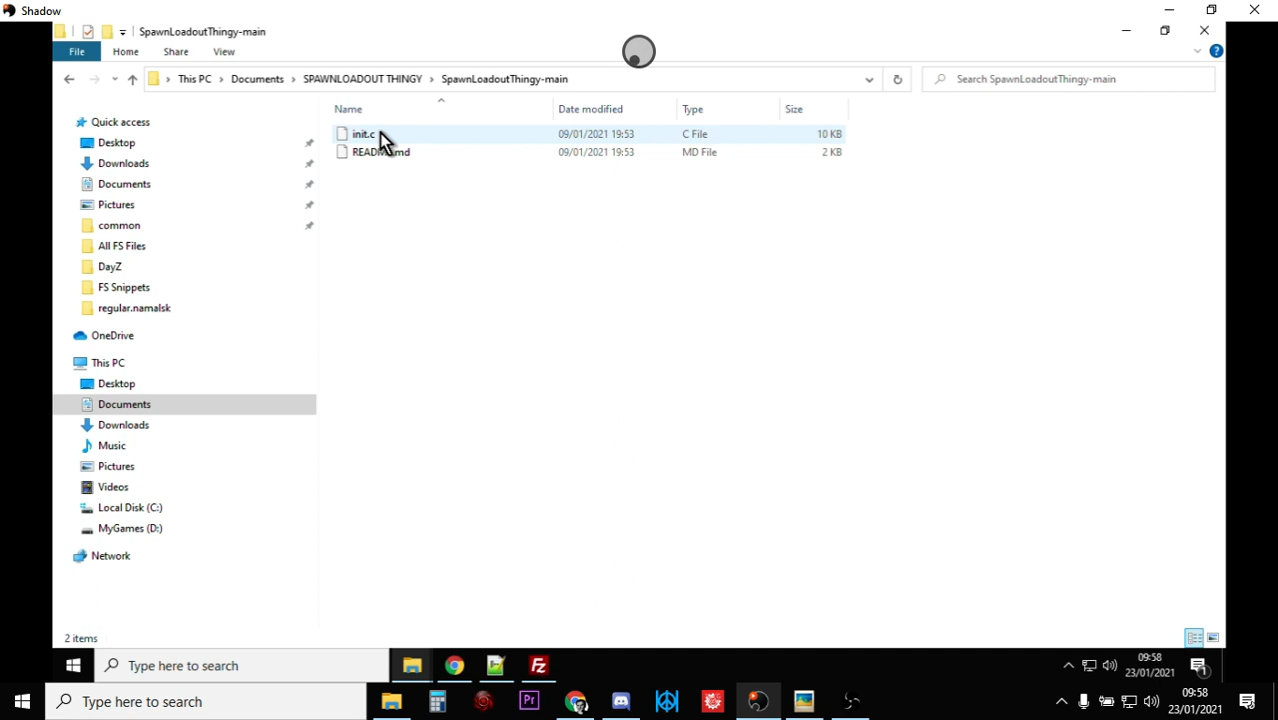 Shadow
SpawnLoadoutThingy-main
File Home Share View
This PC Documents SPAWNLOADOUT THINGY SpawnLoadoutThingy-main
Search SpawnLoadoutThingy-main
Name Date modified Type Size
init.c 09/01/2021 19:53 C File 10 KB
09/01/2021 19:53 MD File 2 KB
Quick access
Desktop
Downloads
Documents
Pictures
common
All FS Files
DayZ
FS Snippets
regular.namalsk
OneDrive
This PC
Desktop
Documents
Downloads
Music
Pictures
Videos
Local Disk (C:)
MyGames (D:)
Network
2 items
Type here to search
09:58
23/01/2021
1
Type here to search
Pr
09:58
23/01/2021